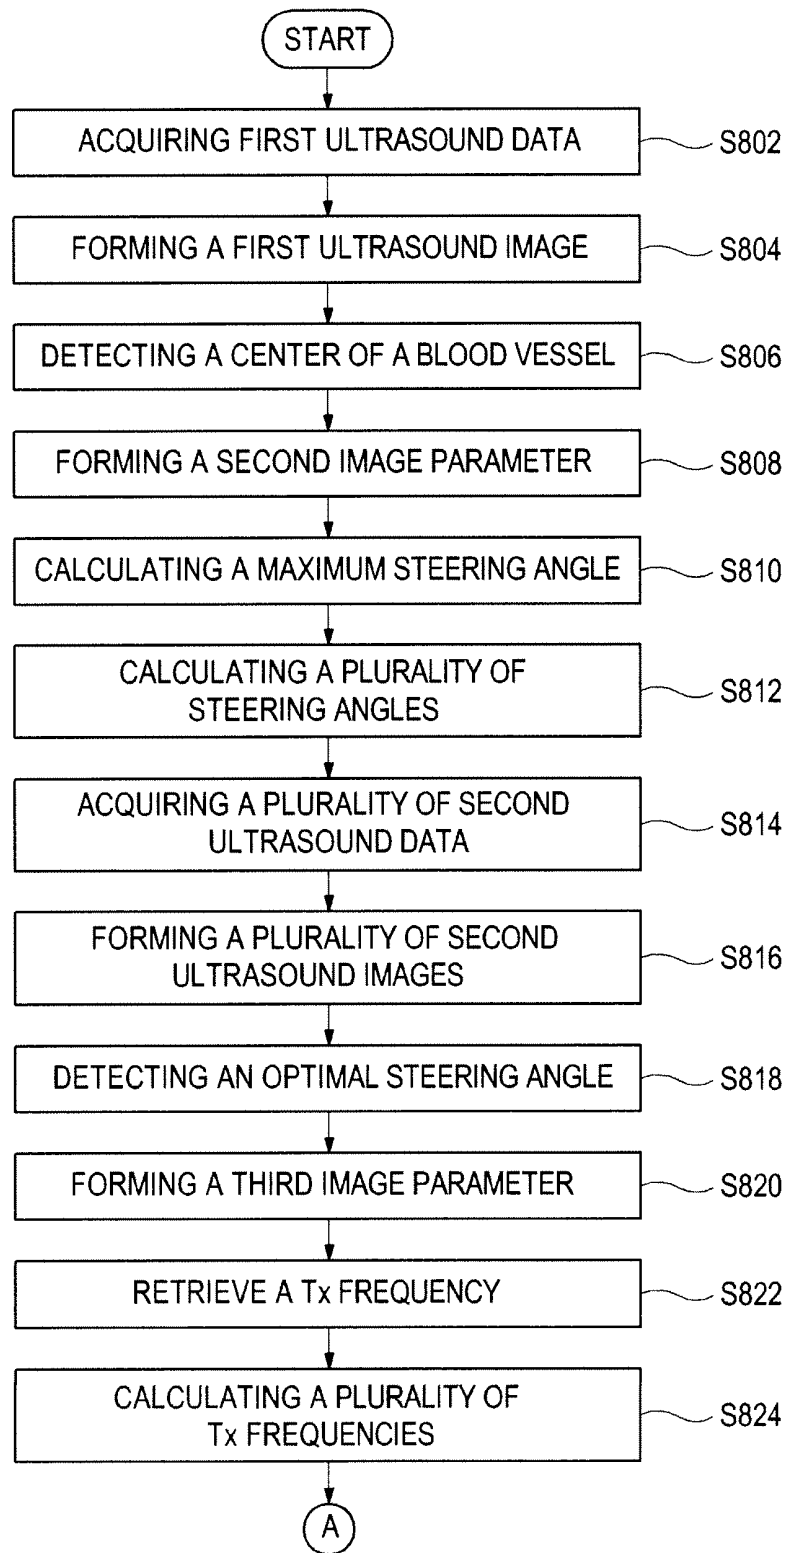 START
ACQUIRING FIRST ULTRASOUND DATA
S802
FORMING A FIRST ULTRASOUND IMAGE
S804
DETECTING A CENTER OF A BLOOD VESSEL
S806
FORMING A SECOND IMAGE PARAMETER
S808
CALCULATING A MAXIMUM STEERING ANGLE
S810
CALCULATING A PLURALITY OF
STEERING ANGLES
S812
ACQUIRING A PLURALITY OF SECOND
ULTRASOUND DATA
S814
FORMING A PLURALITY OF SECOND
ULTRASOUND IMAGES
S816
DETECTING AN OPTIMAL STEERING ANGLE
S818
FORMING A THIRD IMAGE PARAMETER
S820
RETRIEVE A Tx FREQUENCY
S822
CALCULATING A PLURALITY OF
Tx FREQUENCIES
S824
A